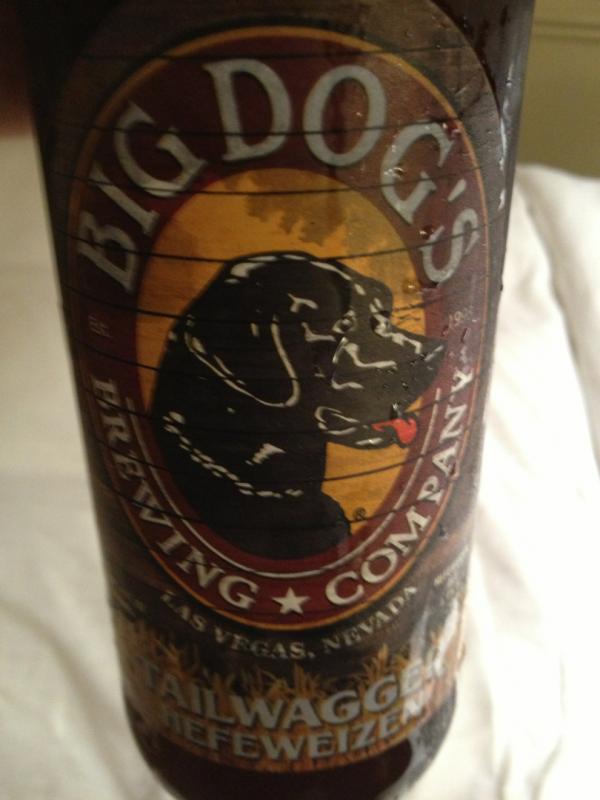 BIG DOG'S
BREWING ★ COMPANY
LAS VEGAS, NEVADA
TAILWAGGER
HEFEWEIZEN
®